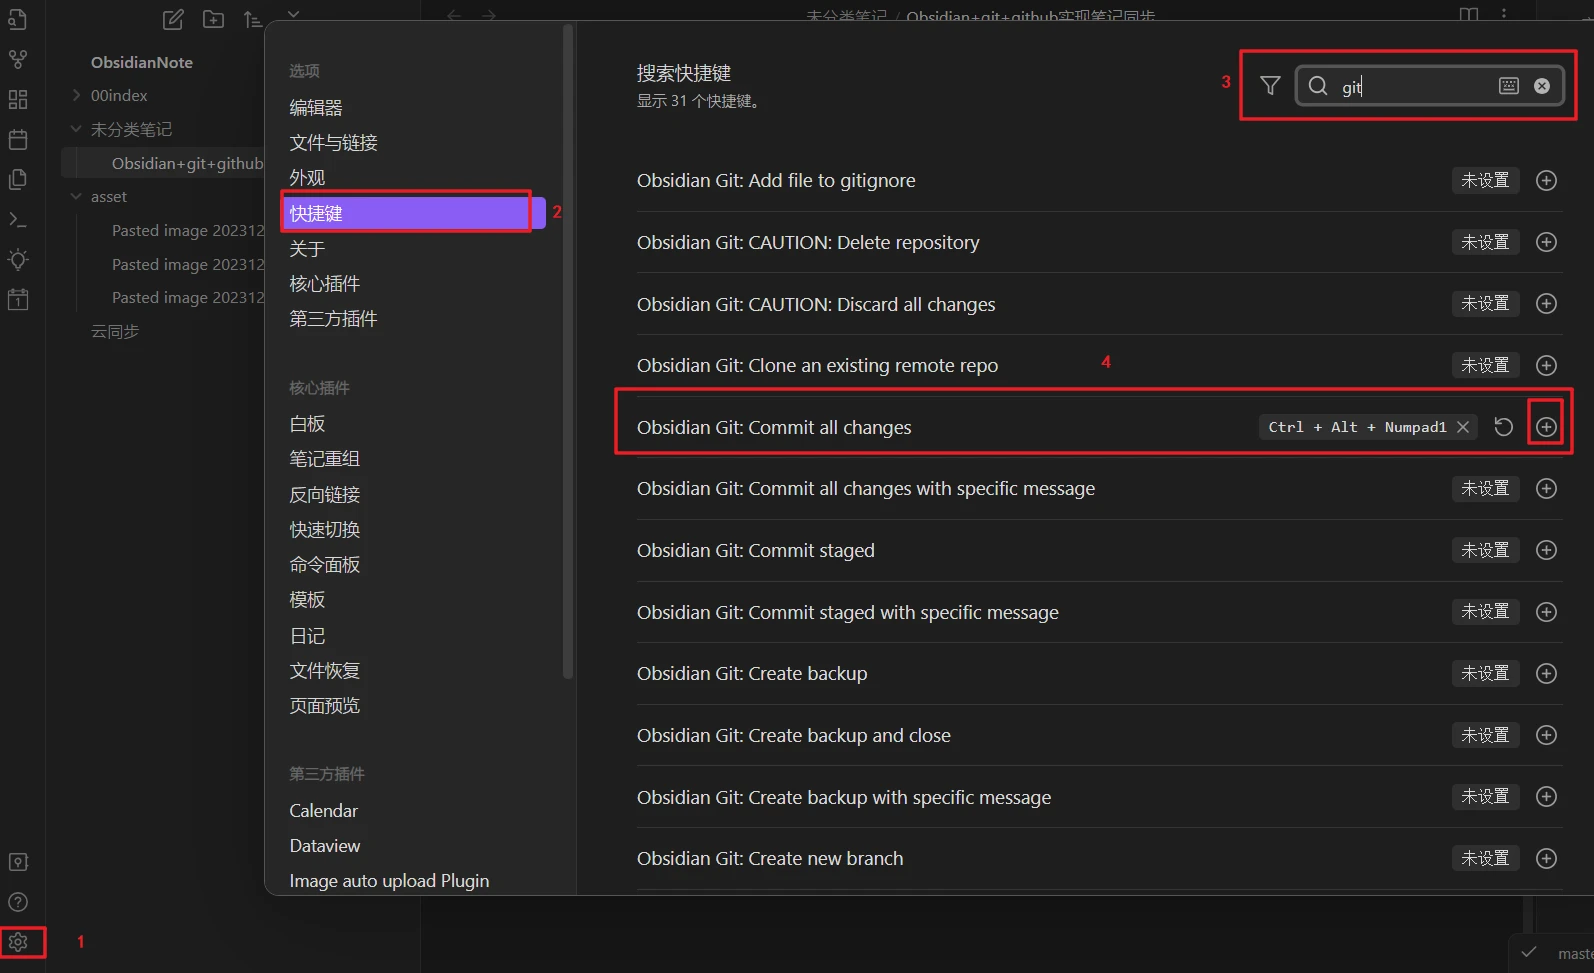 未分类笔记 / Obsidian+git+github实现笔记同步
ObsidianNote
00index
未分类笔记
Obsidian+git+github
asset
Pasted image 202312
Pasted image 202312
Pasted image 202312
云同步
1
1
选项
编辑器
文件与链接
外观
快捷键
2
关于
核心插件
第三方插件
核心插件
白板
笔记重组
反向链接
快速切换
命令面板
模板
日记
文件恢复
页面预览
第三方插件
Calendar
Dataview
Image auto upload Plugin
搜索快捷键
显示 31 个快捷键。
3
git
Obsidian Git: Add file to gitignore 未设置
Obsidian Git: CAUTION: Delete repository 未设置
Obsidian Git: CAUTION: Discard all changes 未设置
Obsidian Git: Clone an existing remote repo 未设置
4
Obsidian Git: Commit all changes Ctrl + Alt + Numpad1
Obsidian Git: Commit all changes with specific message 未设置
Obsidian Git: Commit staged 未设置
Obsidian Git: Commit staged with specific message 未设置
Obsidian Git: Create backup 未设置
Obsidian Git: Create backup and close 未设置
Obsidian Git: Create backup with specific message 未设置
Obsidian Git: Create new branch 未设置